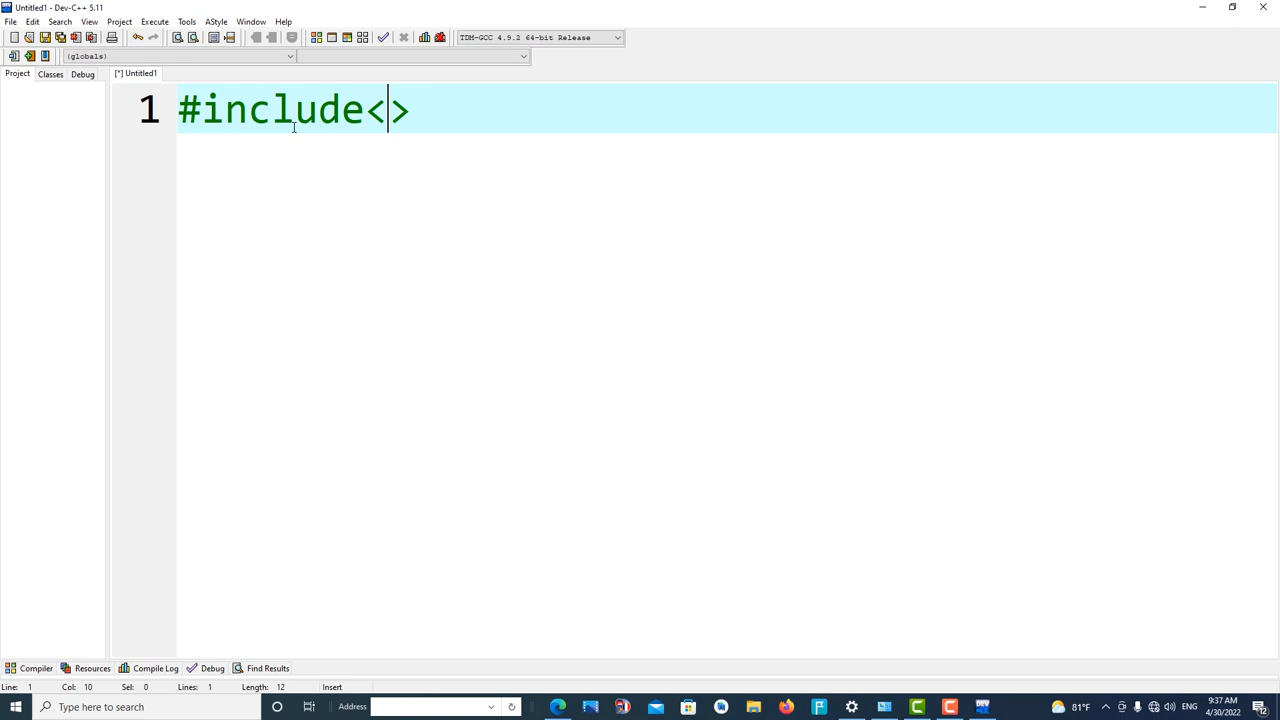 Untitled1 - Dev-C++ 5.11
File Edit Search View Project Execute Tools AStyle Window Help
TDM-GCC 4.9.2 64-bit Release
(globals)
Project Classes Debug [*] Untitled1
1 #include<>
Compiler Resources Compile Log Debug Find Results
Line: 1 Col: 10 Sel: 0 Lines: 1 Length: 12 Insert
Type here to search Address 81°F ENG 9:37 AM
4/30/2022